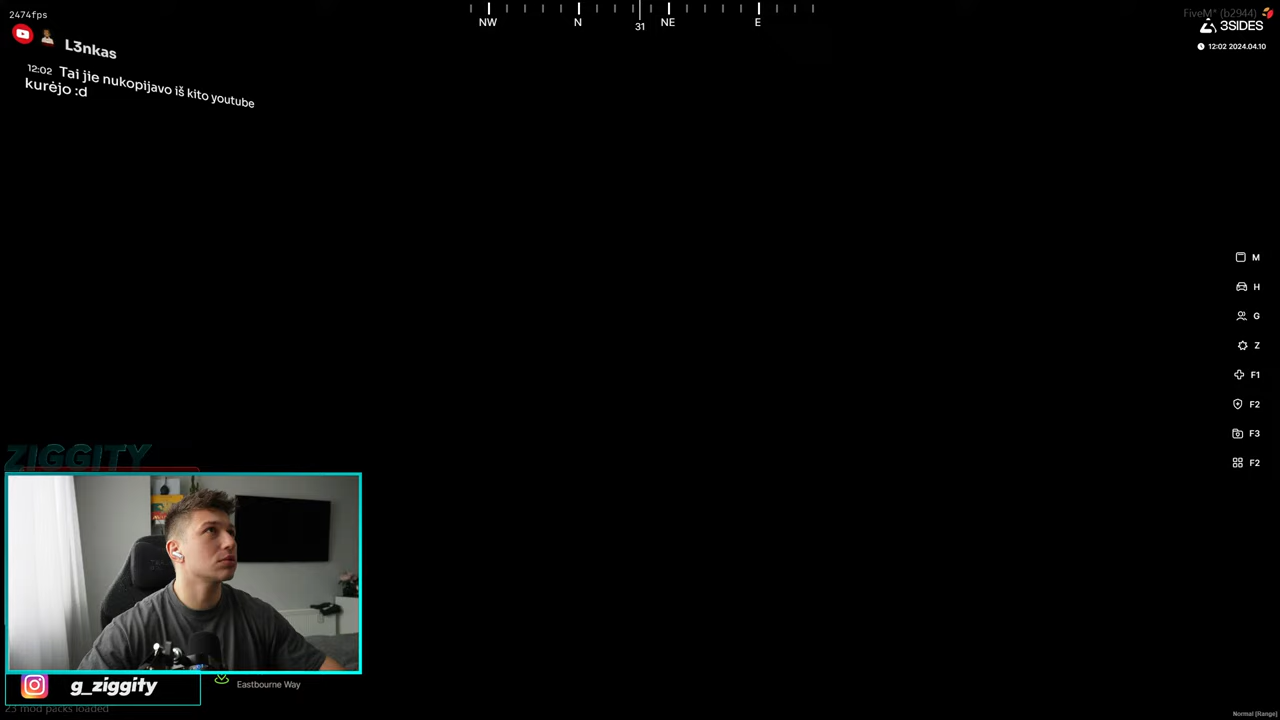 2474fps
NW
N
31
NE
E
FiveM* (b2944)
3SIDES
12:02 2024.04.10
L3nkas
12:02 Tai jie nukopijavo iš kito youtube
kurėjo :d
M
H
G
Z
F1
F2
F3
F2
ZIGGITY
g_ziggity
Eastbourne Way
23 mod packs loaded
Normal [Range]